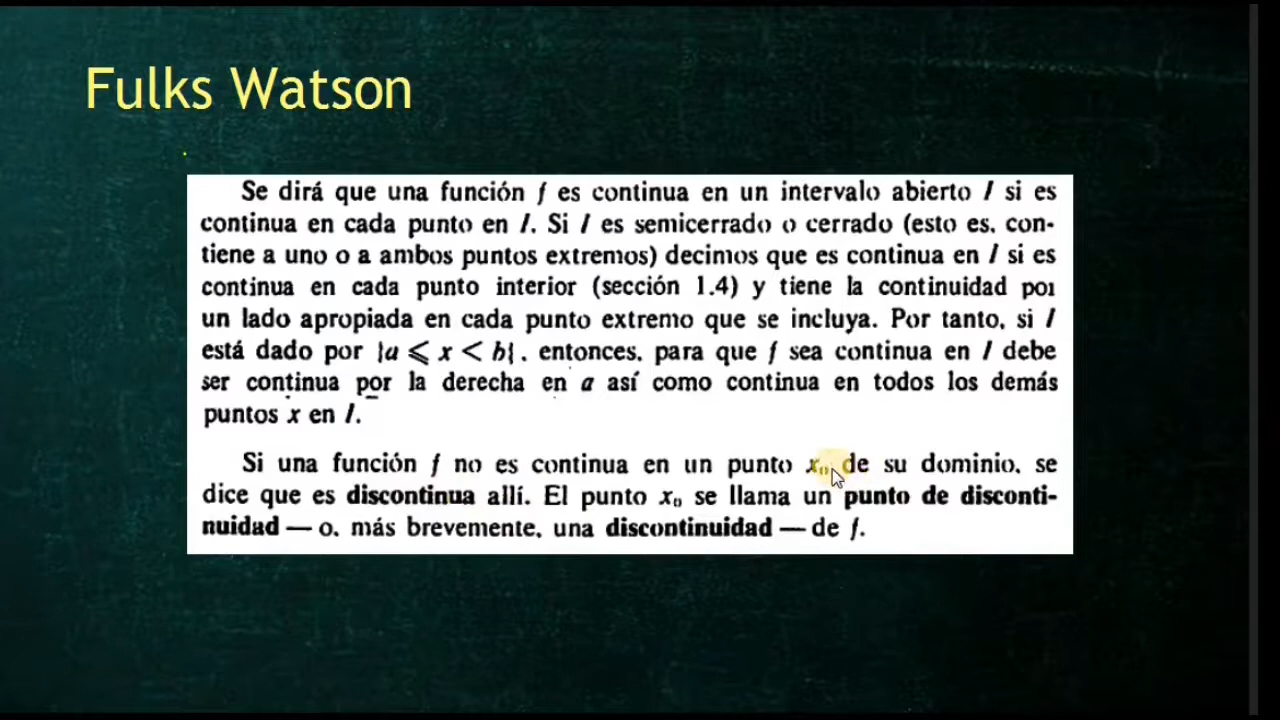 Fulks Watson
Se dirá que una función f es continua en un intervalo abierto I si es
continua en cada punto en I. Si I es semicerrado o cerrado (esto es, con-
tiene a uno o a ambos puntos extremos) decimos que es continua en I si es
continua en cada punto interior (sección 1.4) y tiene la continuidad por
un lado apropiada en cada punto extremo que se incluya. Por tanto, si I
está dado por {a ⩽ x < b}, entonces, para que f sea continua en I debe
ser continua por la derecha en a así como continua en todos los demás
puntos x en I.
Si una función f no es continua en un punto x₀ de su dominio, se
dice que es discontinua allí. El punto x₀ se llama un punto de disconti-
nuidad — o, más brevemente, una discontinuidad — de f.